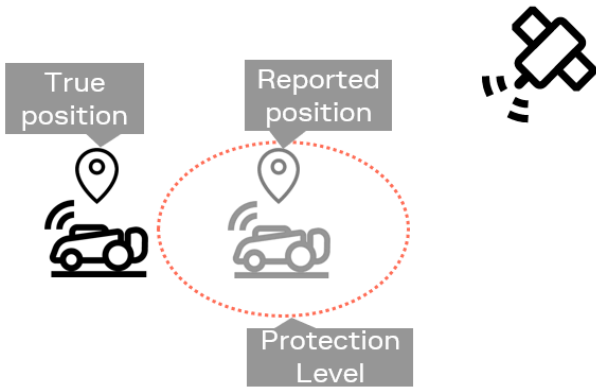 True
position
Reported
position
Protection
Level